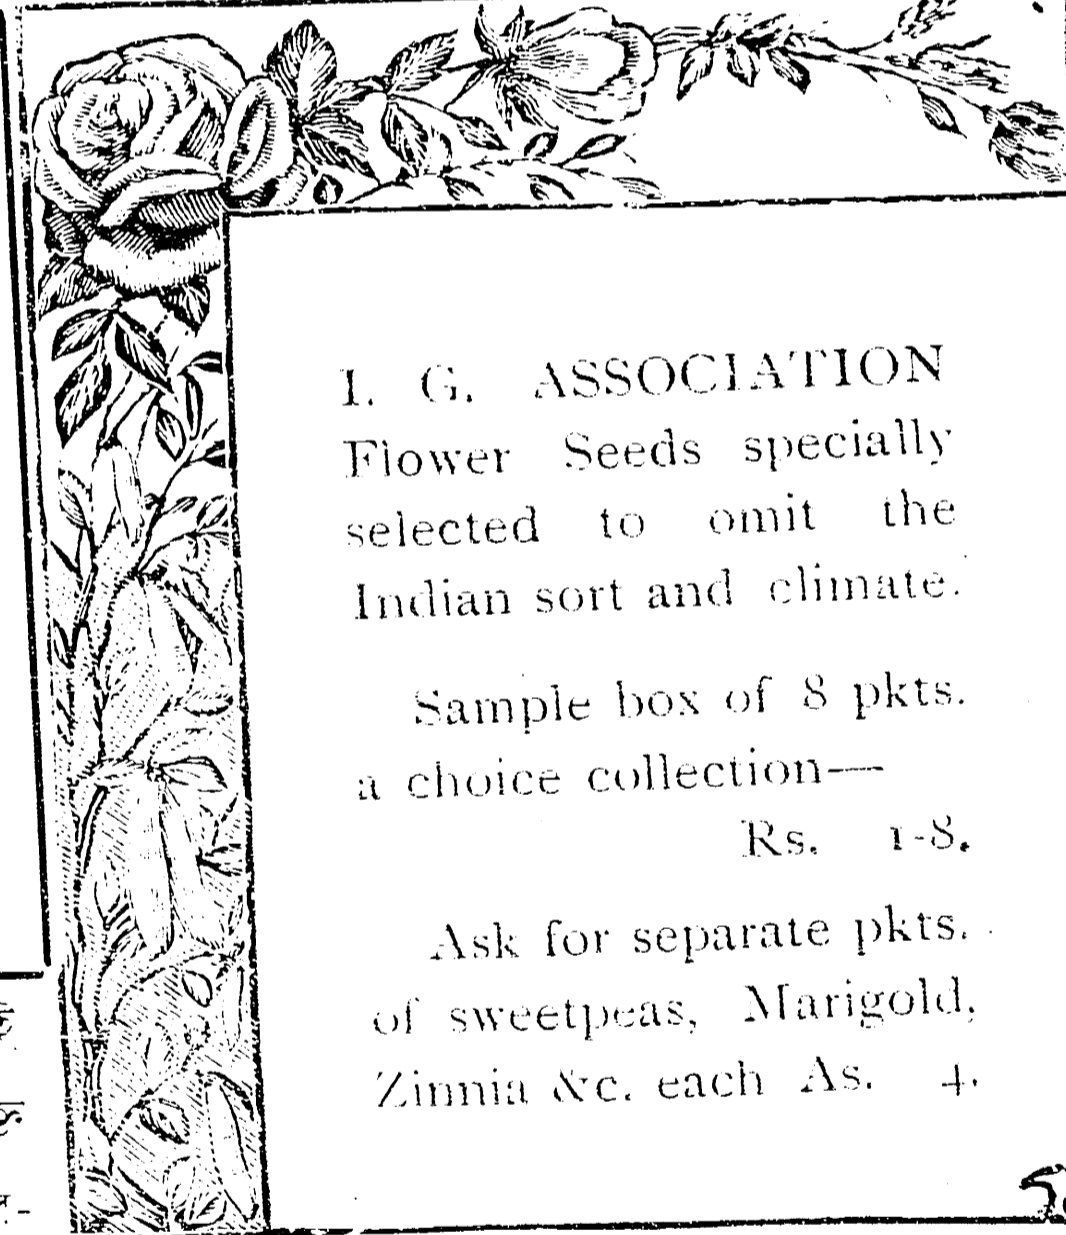 I. G. ASSOCIATION
Flower Seeds specially
selected to omit the
Indian sort and climate.
Sample box of 8 pkts.
a choice collection—
Rs. 1-8.
Ask for separate pkts.
of sweetpeas, Marigold,
Zinnia &c. each As. 4.